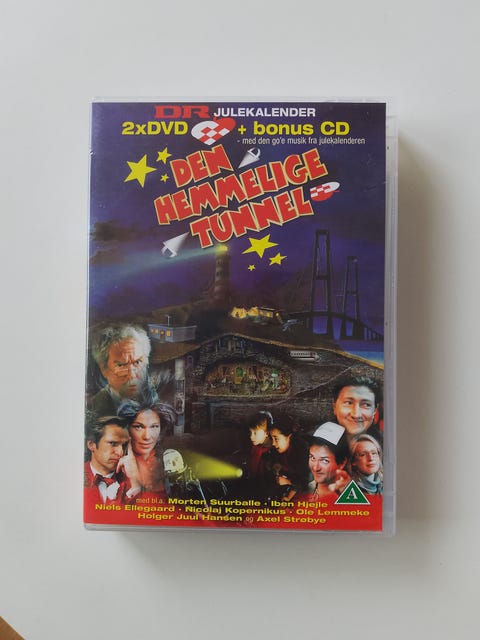 DR JULEKALENDER
2xDVD + bonus CD
- med den go'e musik fra julekalenderen
DEN
HEMMELIGE
TUNNEL
med bl.a. Morten Suurballe · Iben Hjejle
Niels Ellegaard · Nicolaj Kopernikus · Ole Lemmeke
Holger Juul Hansen og Axel Strøbye
A